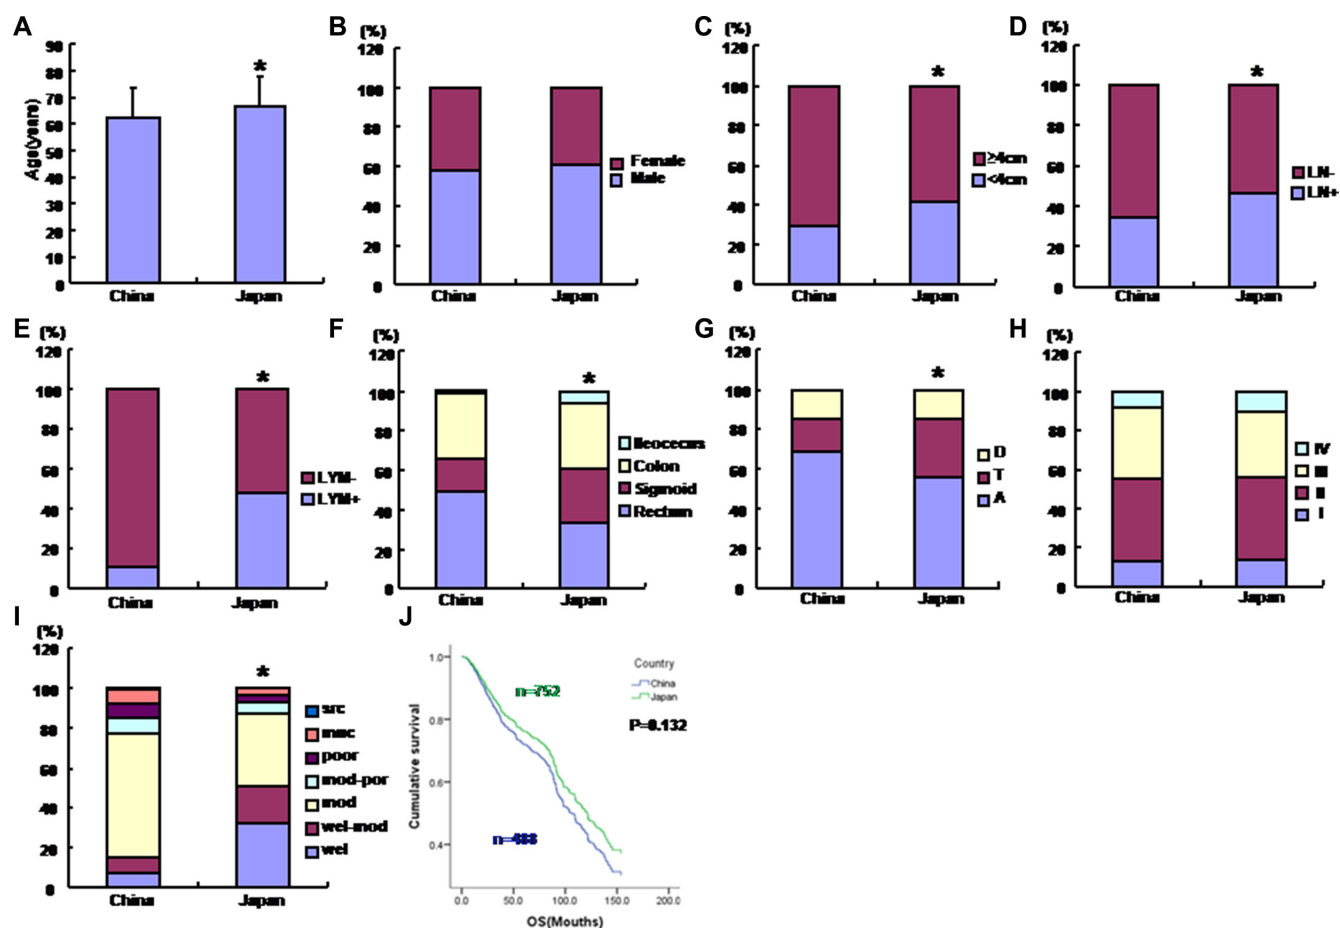 A
90
80
70
60
50
40
30
20
10
0
Age(years)
*
China Japan
B
(%)
120
100
80
60
40
20
0
Female
Male
China Japan
C
(%)
120
100
80
60
40
20
0
*
≥4cm
<4cm
China Japan
D
(%)
120
100
80
60
40
20
0
*
LN-
LN+
China Japan
E
(%)
120
100
80
60
40
20
0
*
LYM-
LYM+
China Japan
F
(%)
120
100
80
60
40
20
0
*
Ileocecus
Colon
Sigmoid
Rectum
China Japan
G
120
100
80
60
40
20
0
*
D
T
A
China Japan
H
(%)
120
100
80
60
40
20
0
IV
III
II
I
China Japan
I
(%)
120
100
80
60
40
20
0
*
src
muc
poor
mod-por
mod
wel-mod
wel
China Japan
J
1.0
0.8
0.6
0.4
Cumulative survival
n=752
n=488
Country
China
Japan
P=0.132
0.0 50.0 100.0 150.0 200.0
OS(Mouths)